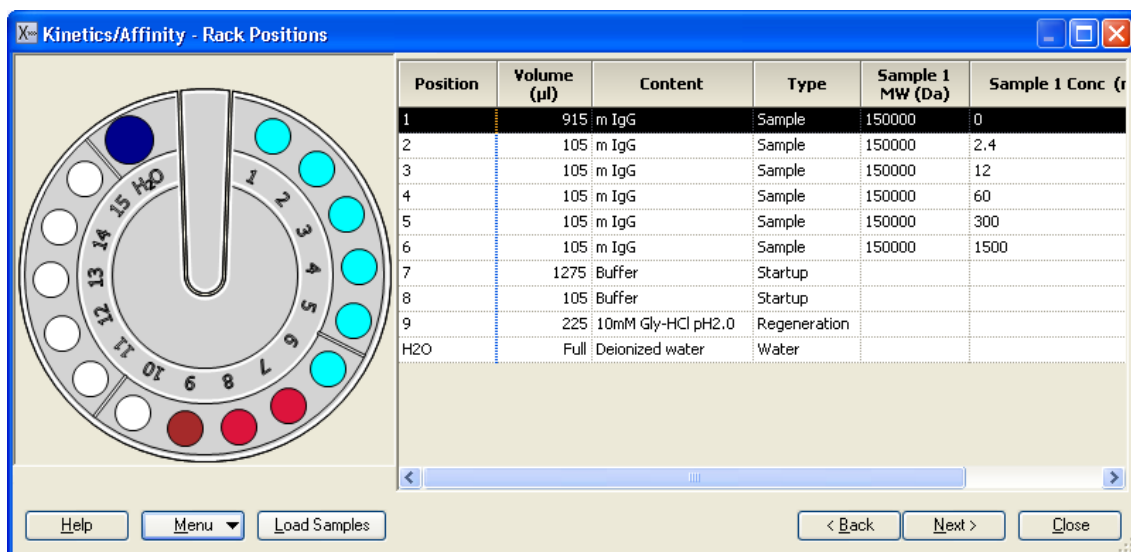 Kinetics/Affinity - Rack Positions
H2O
1
2
3
4
5
6
7
8
9
10
11
12
13
14
15
Position Volume (µl) Content Type Sample 1 MW (Da) Sample 1 Conc (r
1 915 m IgG Sample 150000 0
2 105 m IgG Sample 150000 2.4
3 105 m IgG Sample 150000 12
4 105 m IgG Sample 150000 60
5 105 m IgG Sample 150000 300
6 105 m IgG Sample 150000 1500
7 1275 Buffer Startup
8 105 Buffer Startup
9 225 10mM Gly-HCl pH2.0 Regeneration
H2O Full Deionized water Water
Help Menu Load Samples < Back Next > Close